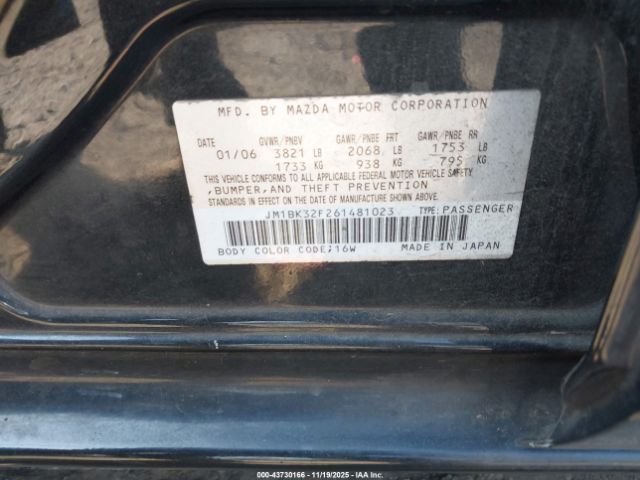 MFD. BY MAZDA MOTOR CORPORATION
DATE GVWR/PNBV GAWR/PNBE FRT GAWR/PNBE RR
01/06 3821 LB 2068 LB 1753 LB
1733 KG 938 KG 795 KG
THIS VEHICLE CONFORMS TO ALL APPLICABLE FEDERAL MOTOR VEHICLE SAFETY,
BUMPER, AND THEFT PREVENTION
STANDARDS IN EFFECT ON THE DATE OF MANUFACTURE SHOWN ABOVE.
JM1BK32F261481023 TYPE:PASSENGER
BODY COLOR CODE:16W MADE IN JAPAN
000-43730166 - 11/19/2025 - IAA Inc.